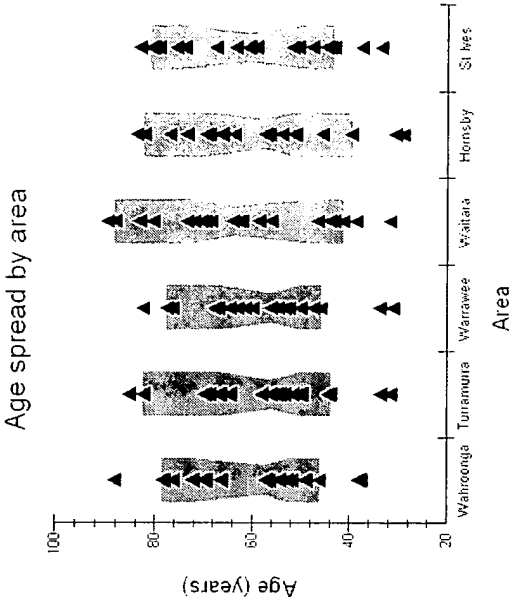 Age spread by area
Age (years)
100
80
60
40
20
Wahroonga
Turramurra
Warrawee
Waitara
Hornsby
St Ives
Area